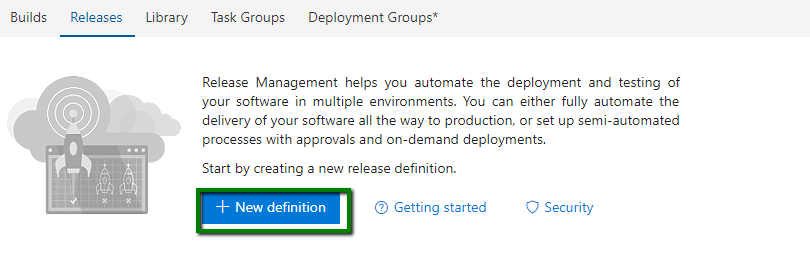 Builds Releases Library Task Groups Deployment Groups*
Release Management helps you automate the deployment and testing of
your software in multiple environments. You can either fully automate the
delivery of your software all the way to production, or set up semi-automated
processes with approvals and on-demand deployments.
Start by creating a new release definition.
+ New definition Getting started Security